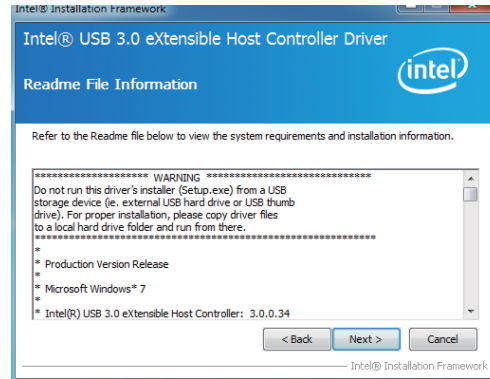 Intel® Installation Framework
Intel® USB 3.0 eXtensible Host Controller Driver
Readme File Information
intel
Refer to the Readme file below to view the system requirements and installation information.
******************** WARNING *****************************
Do not run this driver's installer (Setup.exe) from a USB
storage device (ie. external USB hard drive or USB thumb
drive). For proper installation, please copy driver files
to a local hard drive folder and run from there.
************************************************************
*
* Production Version Release
*
* Microsoft Windows* 7
*
* Intel(R) USB 3.0 eXtensible Host Controller: 3.0.0.34
< Back Next > Cancel
Intel® Installation Framework